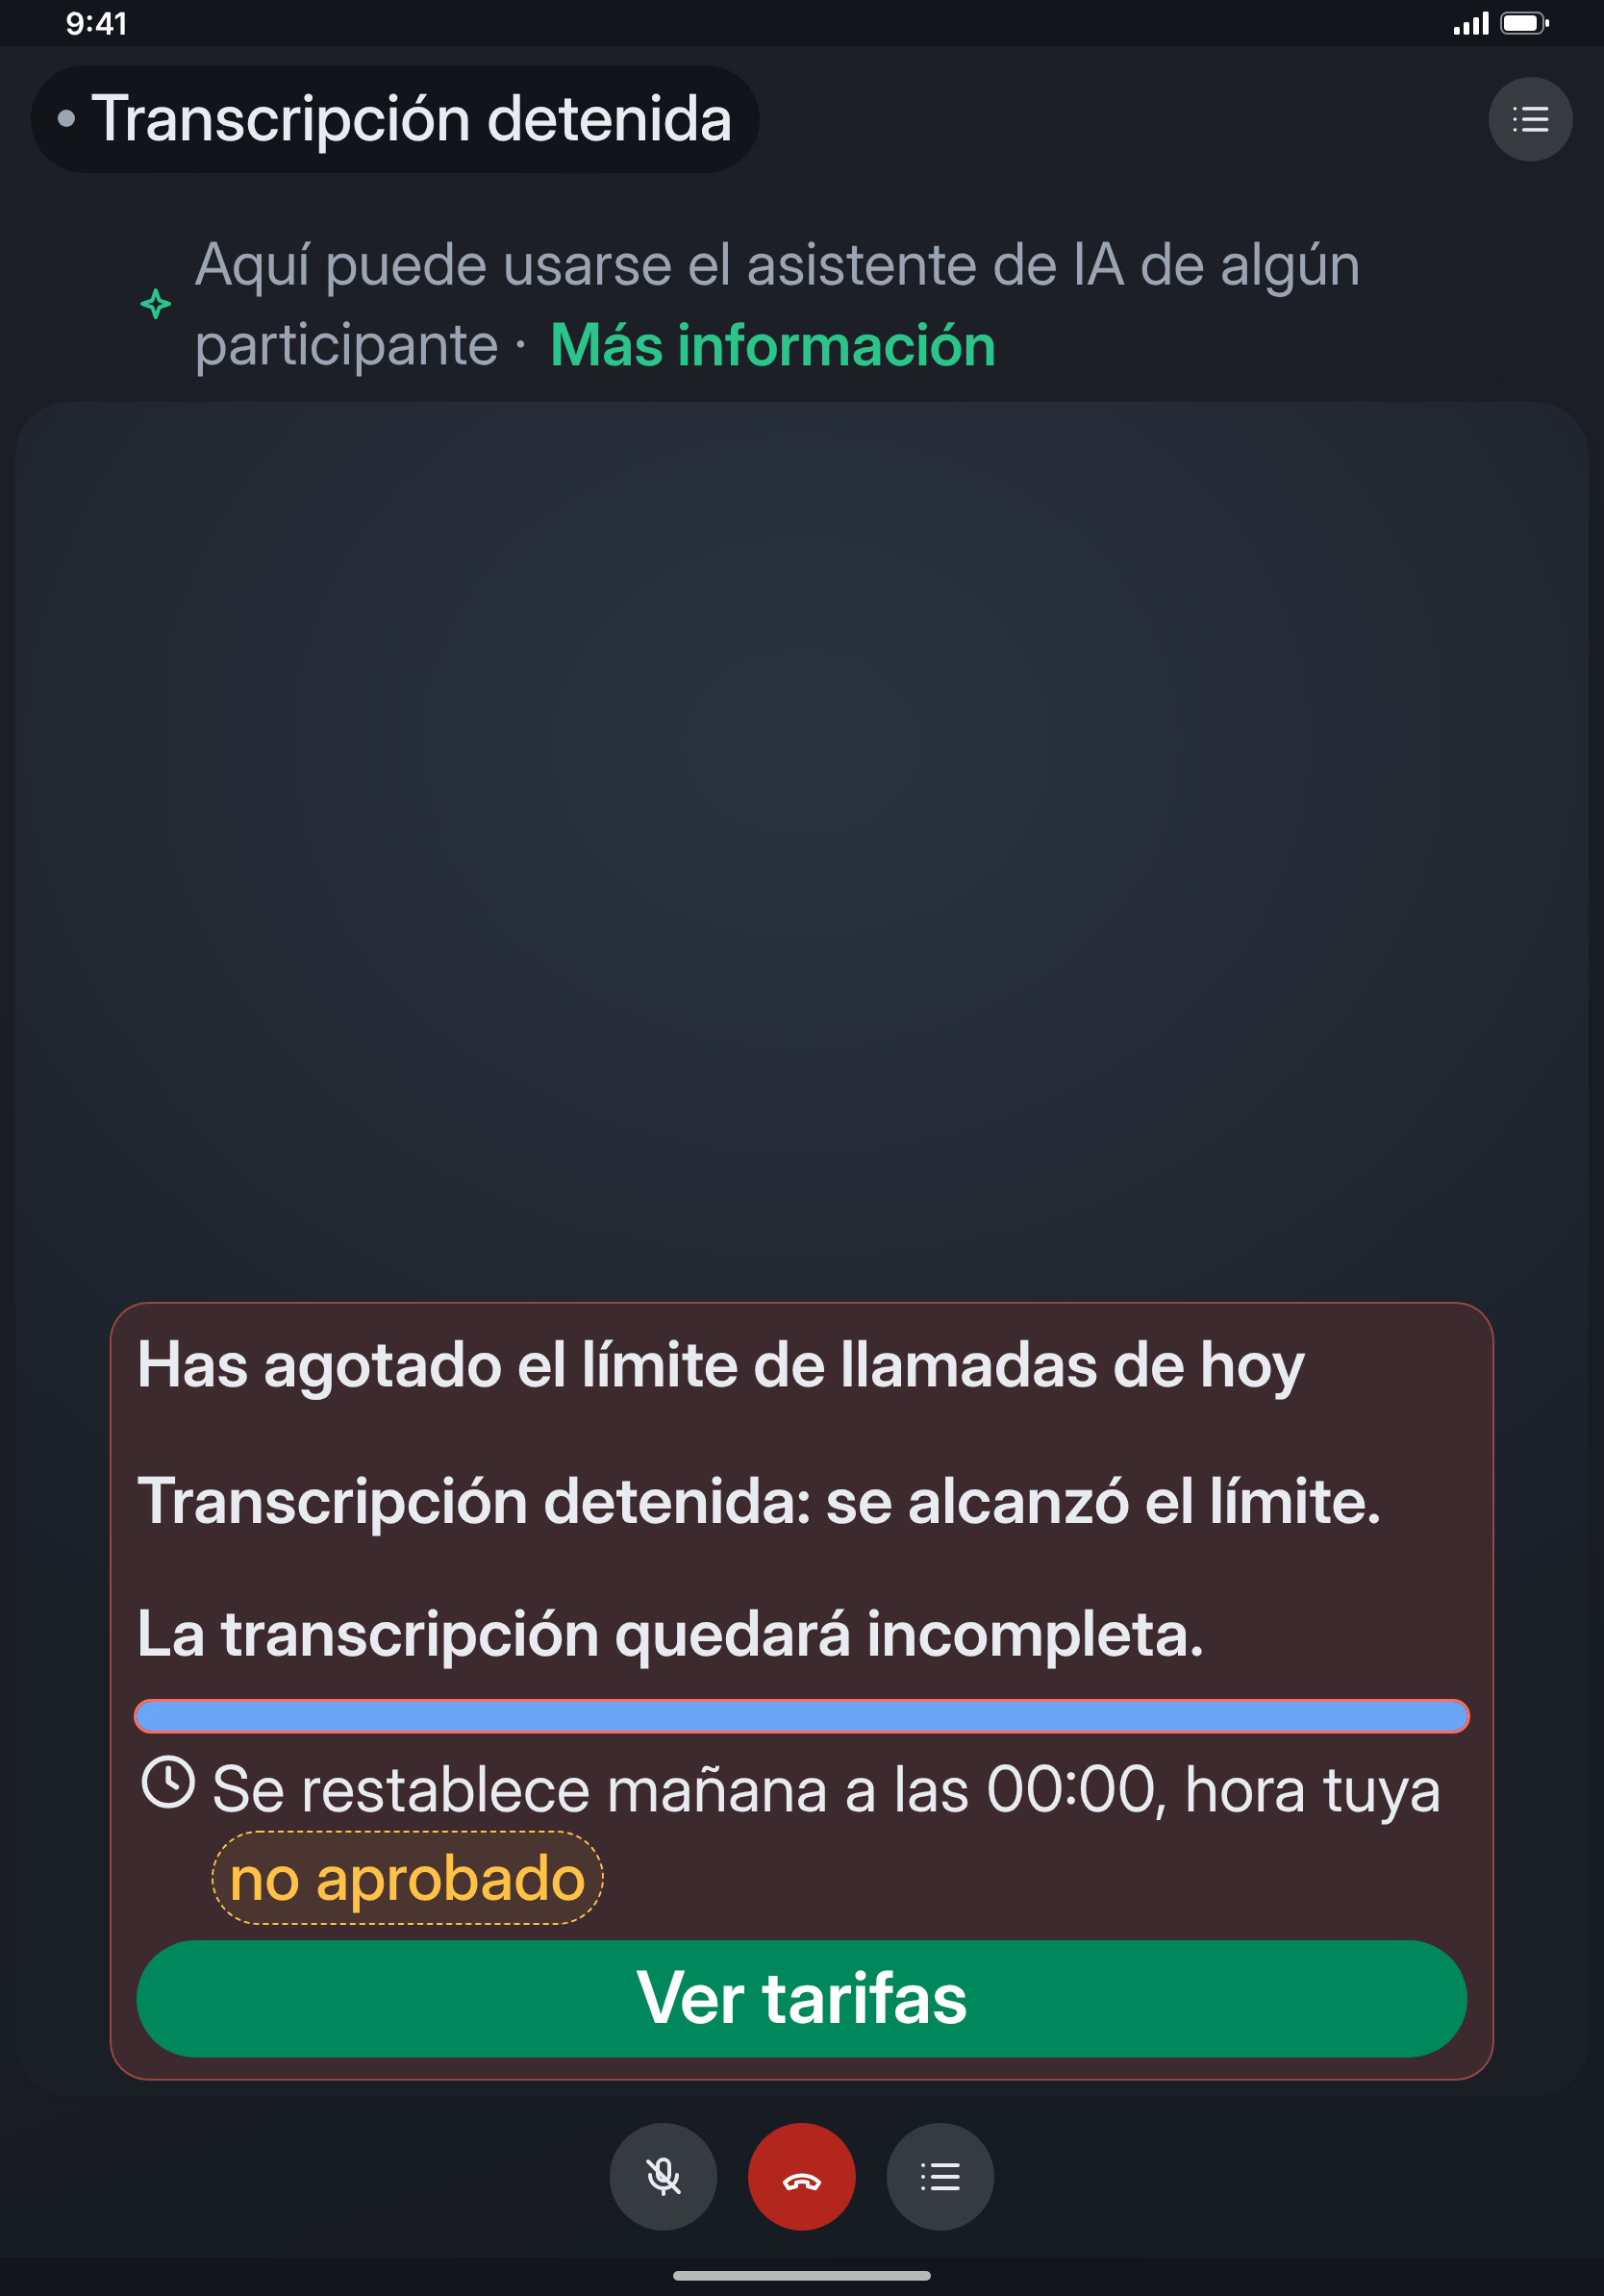 9:41
Transcripción detenida
Aquí puede usarse el asistente de IA de algún
participante · Más información
Has agotado el límite de llamadas de hoy
Transcripción detenida: se alcanzó el límite.
La transcripción quedará incompleta.
Se restablece mañana a las 00:00, hora tuya
no aprobado
Ver tarifas